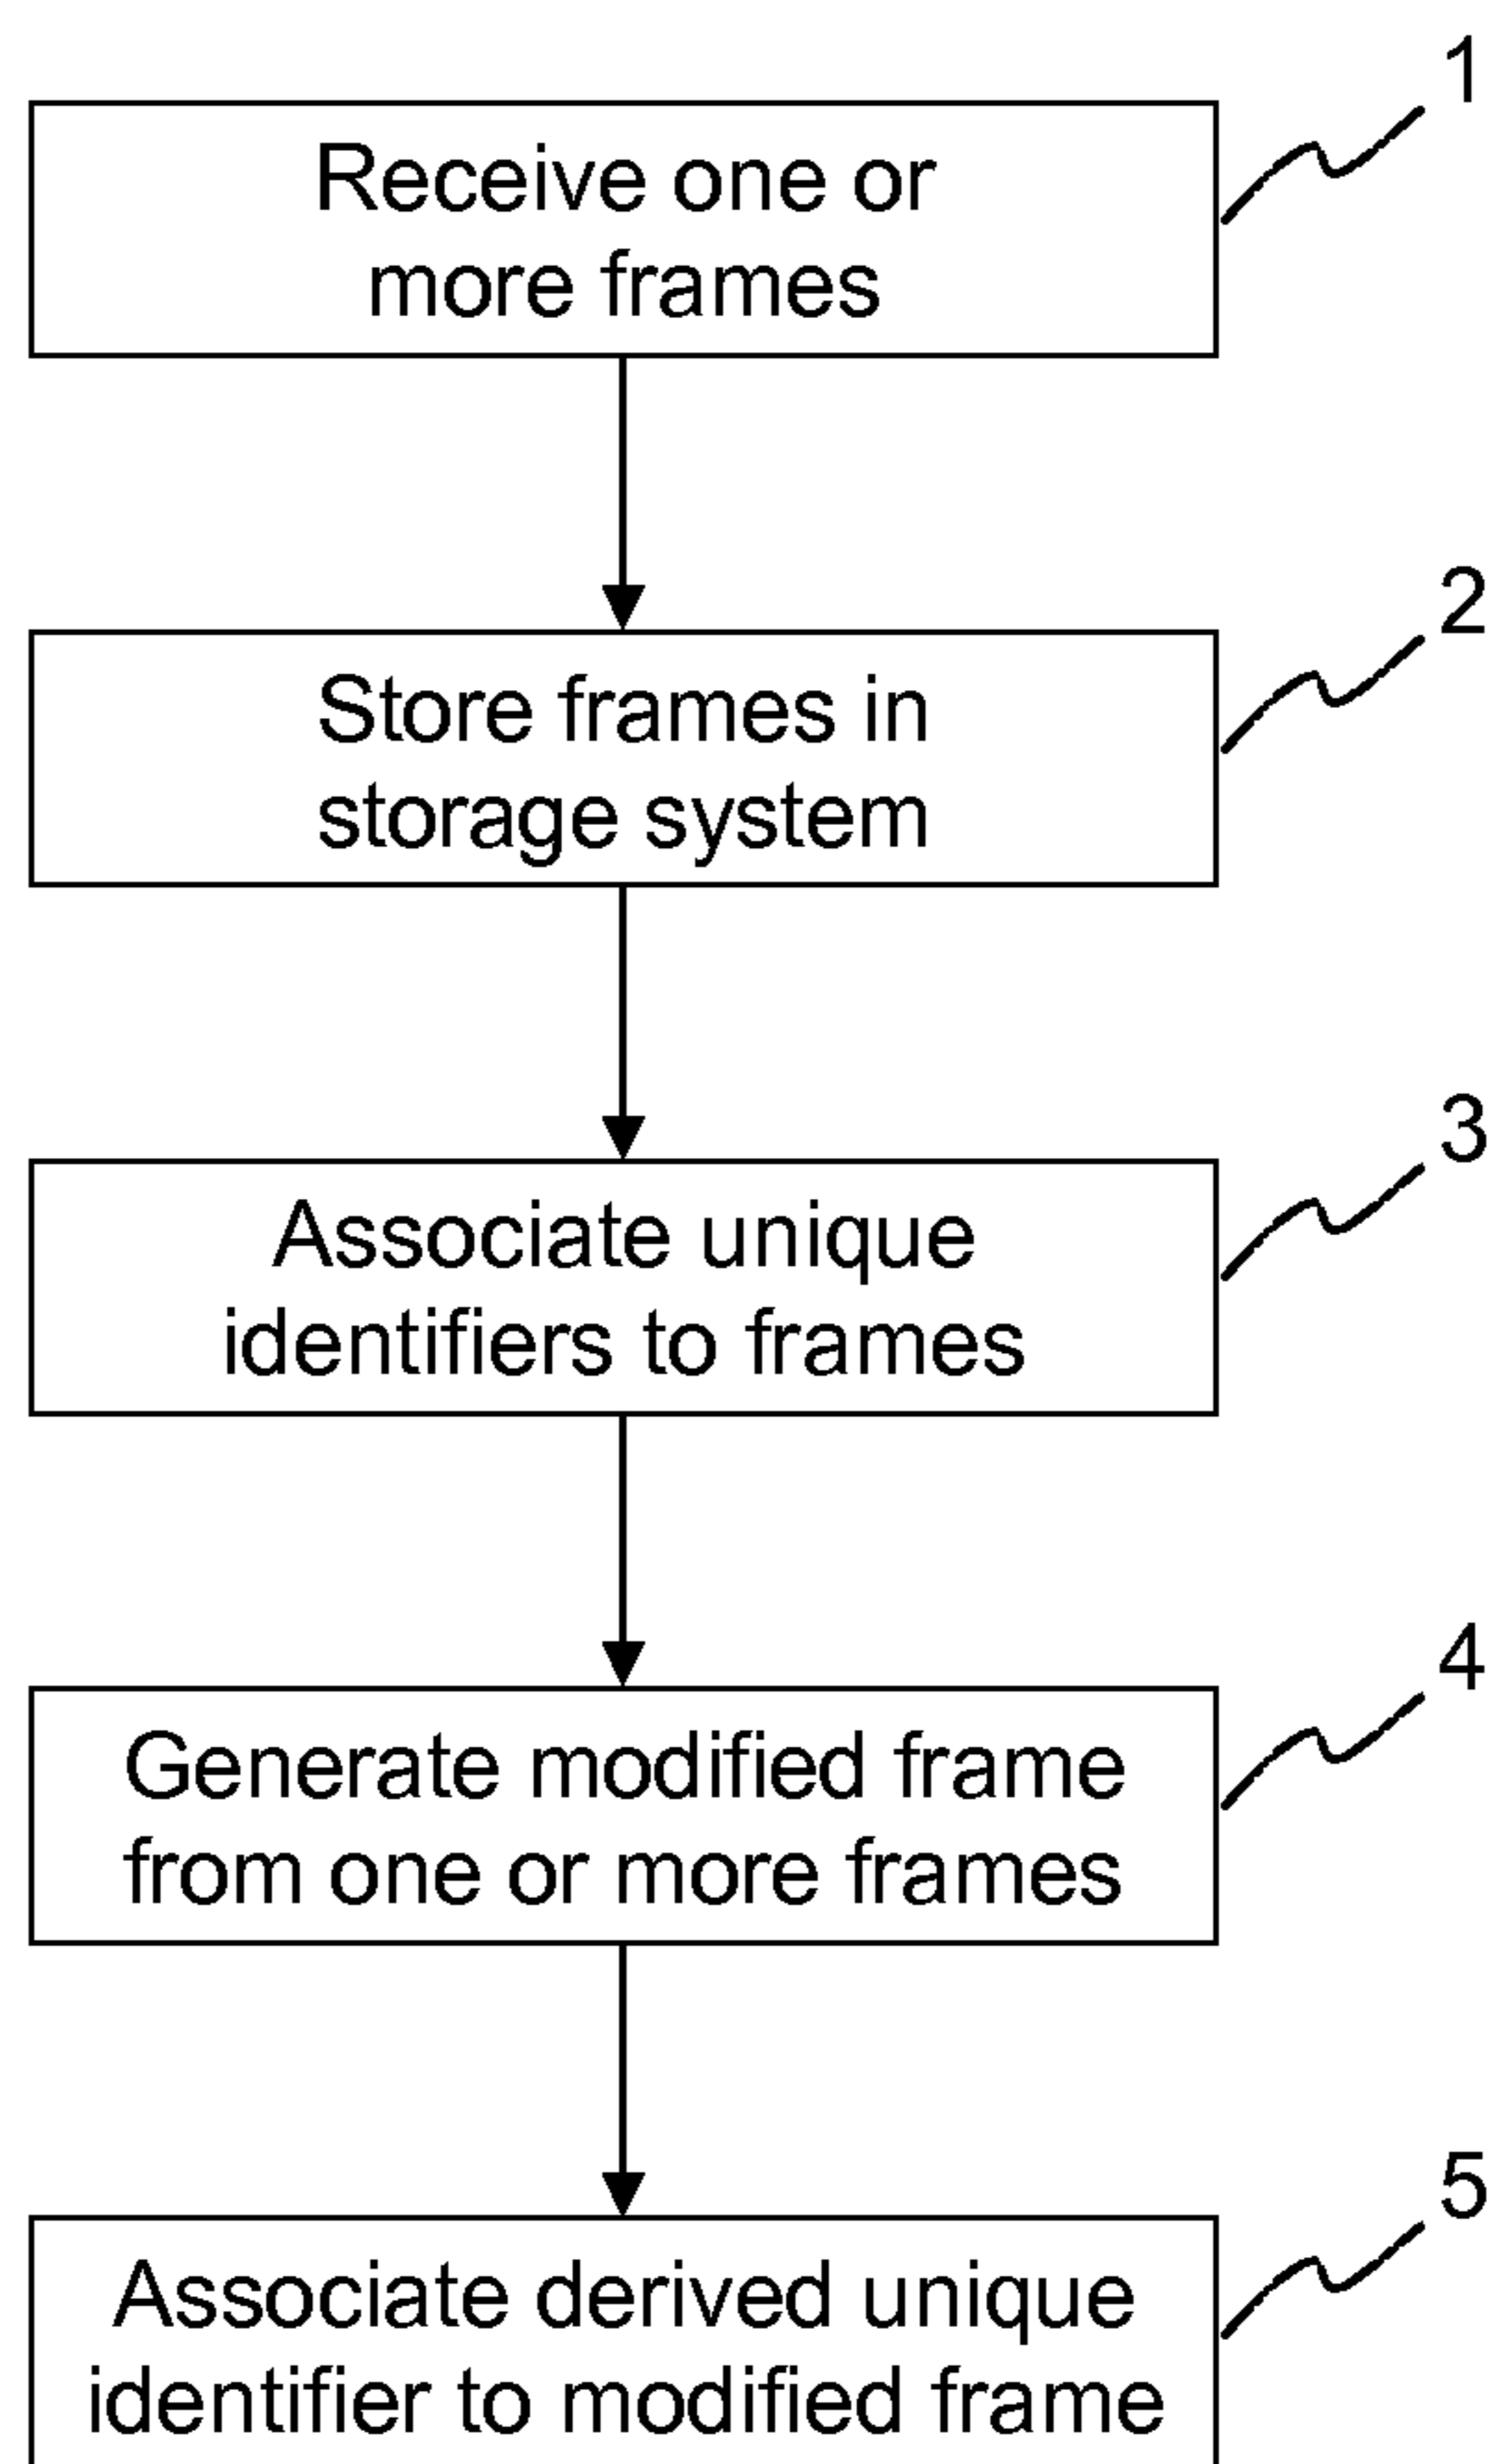 1
Receive one or
more frames
2
Store frames in
storage system
3
Associate unique
identifiers to frames
4
Generate modified frame
from one or more frames
5
Associate derived unique
identifier to modified frame